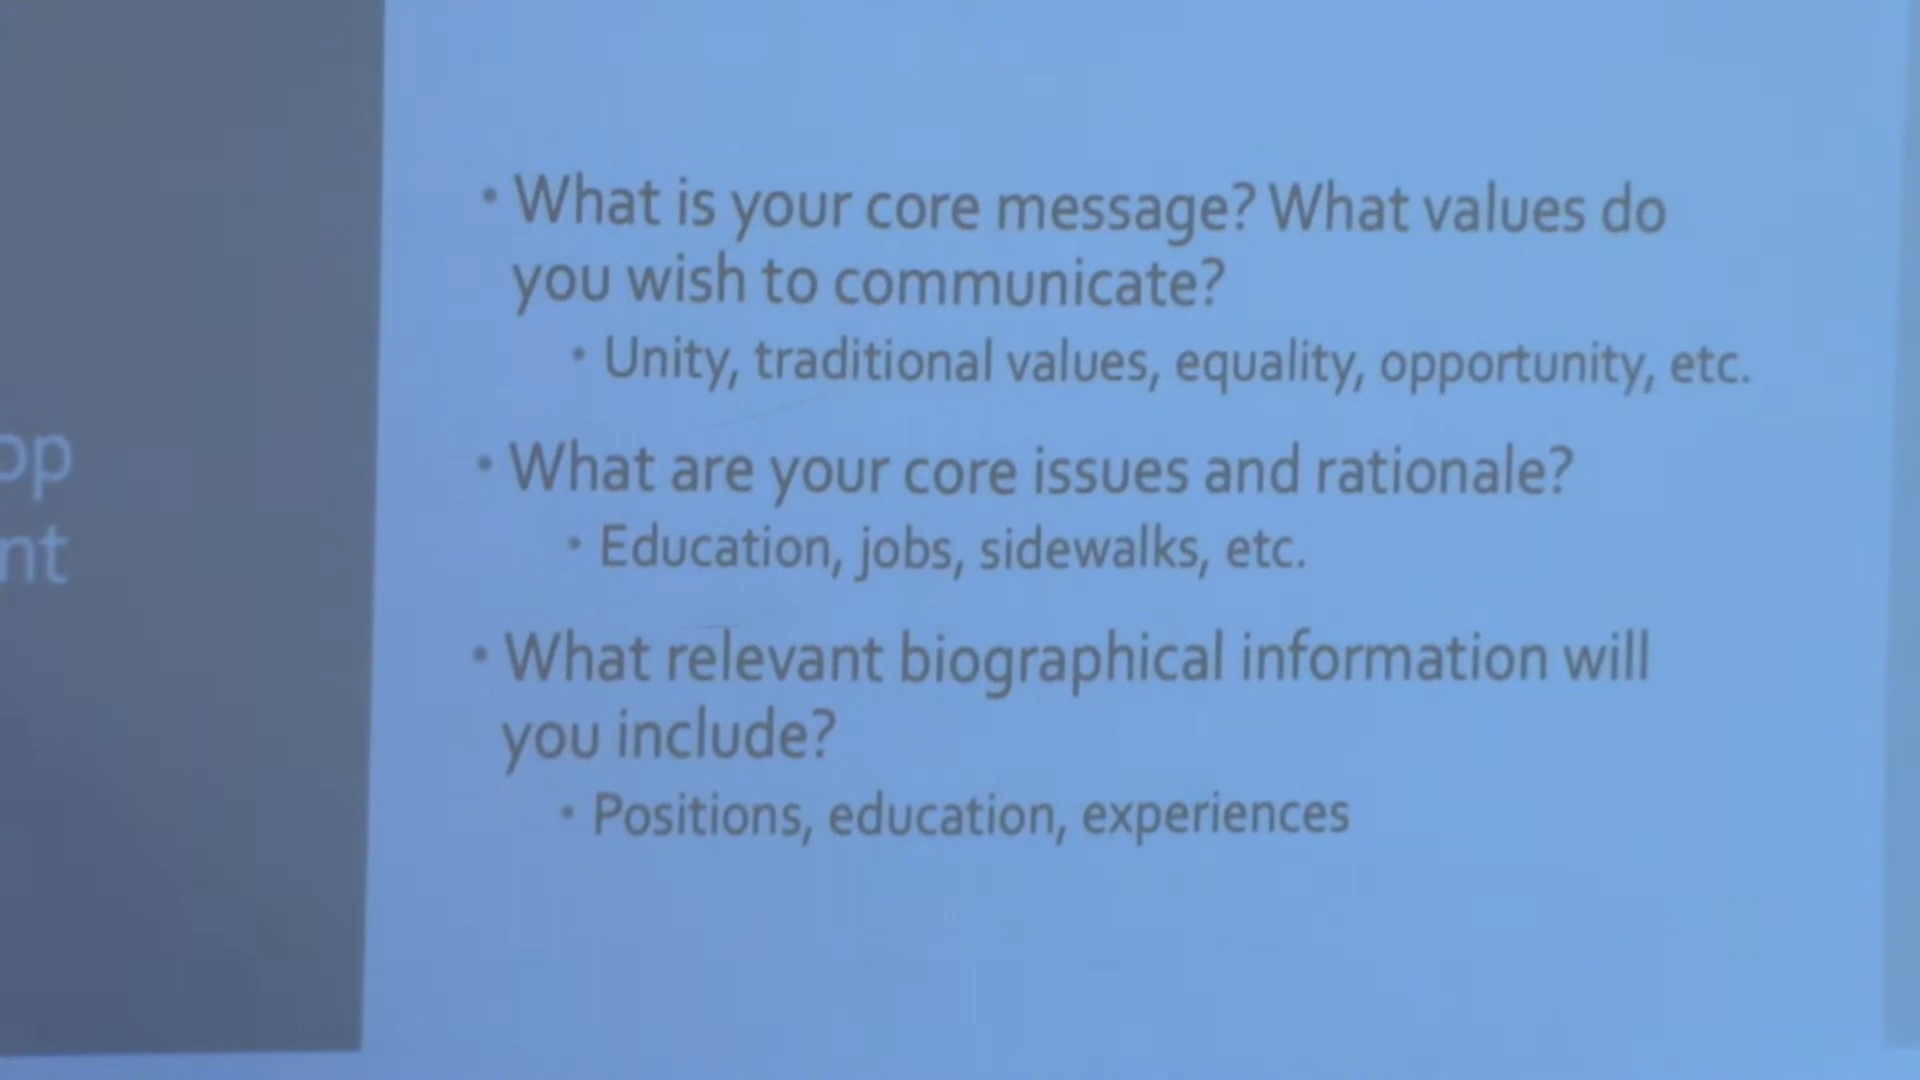 op
nt
• What is your core message? What values do
you wish to communicate?
• Unity, traditional values, equality, opportunity, etc.
• What are your core issues and rationale?
• Education, jobs, sidewalks, etc.
• What relevant biographical information will
you include?
• Positions, education, experiences